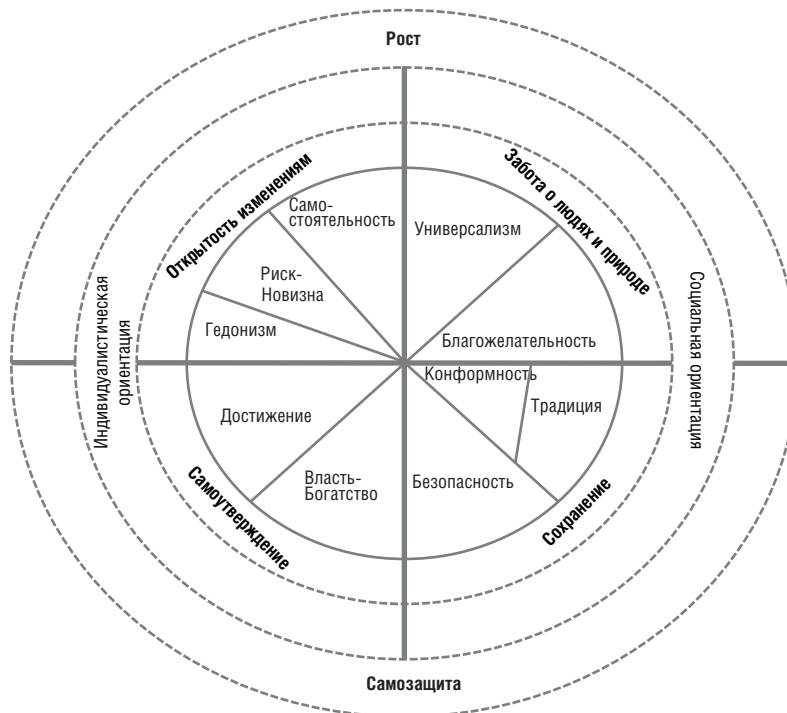 Рост
Открытость изменениям
Забота о людях и природе
Само-
стоятельность
Универсализм
Риск-
Новизна
Гедонизм
Благожелательность
Индивидуалистическая
ориентация
Социальная ориентация
Конформность
Традиция
Достижение
Власть-
Богатство
Безопасность
Самоутверждение
Сохранение
Самозащита